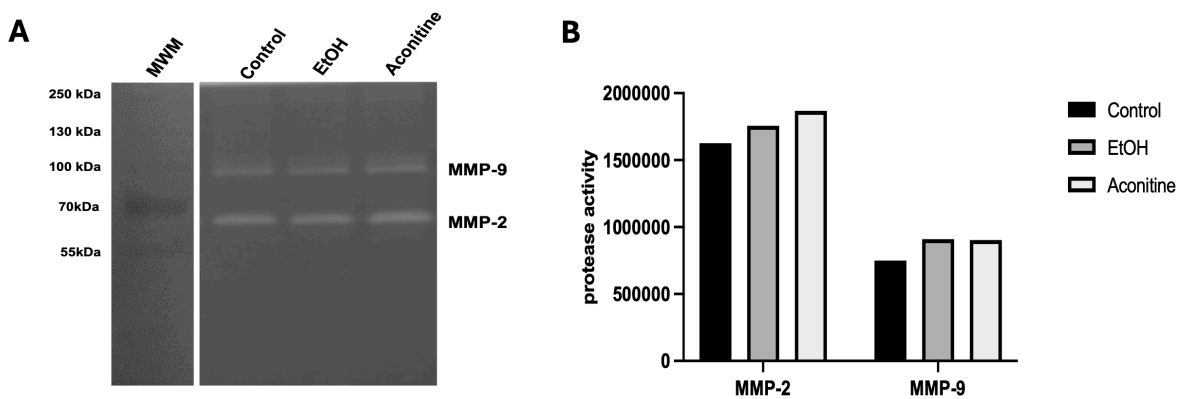 A
MWM
Control
EtOH
Aconitine
250 kDa
130 kDa
100 kDa
70kDa
55kDa
MMP-9
MMP-2
B
protease activity
2000000
1500000
1000000
500000
0
MMP-2
MMP-9
Control
EtOH
Aconitine